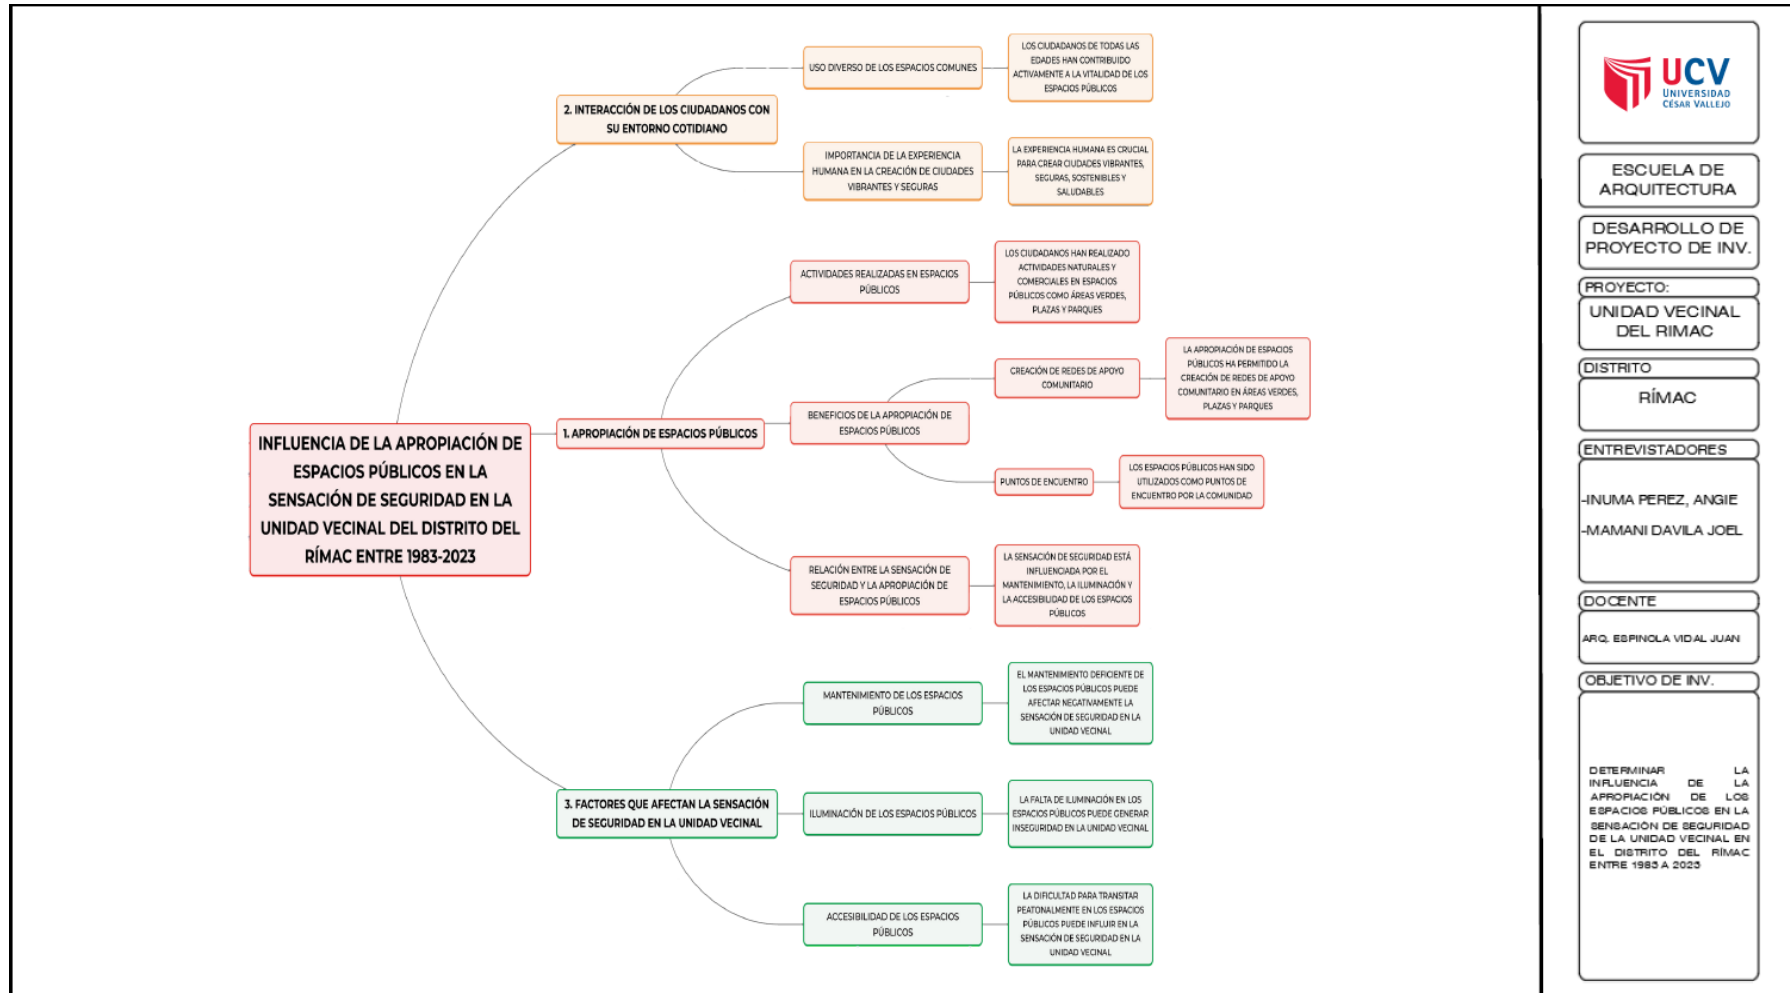 INFLUENCIA DE LA APROPIACIÓN DE
ESPACIOS PÚBLICOS EN LA
SENSACIÓN DE SEGURIDAD EN LA
UNIDAD VECINAL DEL DISTRITO DEL
RÍMAC ENTRE 1983-2023
2. INTERACCIÓN DE LOS CIUDADANOS CON
SU ENTORNO COTIDIANO
USO DIVERSO DE LOS ESPACIOS COMUNES
LOS CIUDADANOS DE TODAS LAS
EDADES HAN CONTRIBUIDO
ACTIVAMENTE A LA VITALIDAD DE LOS
ESPACIOS PÚBLICOS
IMPORTANCIA DE LA EXPERIENCIA
HUMANA EN LA CREACIÓN DE CIUDADES
VIBRANTES Y SEGURAS
LA EXPERIENCIA HUMANA ES CRUCIAL
PARA CREAR CIUDADES VIBRANTES,
SEGURAS, SOSTENIBLES Y
SALUDABLES
1. APROPIACIÓN DE ESPACIOS PÚBLICOS
ACTIVIDADES REALIZADAS EN ESPACIOS
PÚBLICOS
LOS CIUDADANOS HAN REALIZADO
ACTIVIDADES NATURALES Y
COMERCIALES EN ESPACIOS
PÚBLICOS COMO ÁREAS VERDES,
PLAZAS Y PARQUES
BENEFICIOS DE LA APROPIACIÓN DE
ESPACIOS PÚBLICOS
CREACIÓN DE REDES DE APOYO
COMUNITARIO
LA APROPIACIÓN DE ESPACIOS
PÚBLICOS HA PERMITIDO LA
CREACIÓN DE REDES DE APOYO
COMUNITARIO EN ÁREAS VERDES,
PLAZAS Y PARQUES
PUNTOS DE ENCUENTRO
LOS ESPACIOS PÚBLICOS HAN SIDO
UTILIZADOS COMO PUNTOS DE
ENCUENTRO POR LA COMUNIDAD
RELACIÓN ENTRE LA SENSACIÓN DE
SEGURIDAD Y LA APROPIACIÓN DE
ESPACIOS PÚBLICOS
LA SENSACIÓN DE SEGURIDAD ESTÁ
INFLUENCIADA POR EL
MANTENIMIENTO, LA ILUMINACIÓN Y
LA ACCESIBILIDAD DE LOS ESPACIOS
PÚBLICOS
3. FACTORES QUE AFECTAN LA SENSACIÓN
DE SEGURIDAD EN LA UNIDAD VECINAL
MANTENIMIENTO DE LOS ESPACIOS
PÚBLICOS
EL MANTENIMIENTO DEFICIENTE DE
LOS ESPACIOS PÚBLICOS PUEDE
AFECTAR NEGATIVAMENTE LA
SENSACIÓN DE SEGURIDAD EN LA
UNIDAD VECINAL
ILUMINACIÓN DE LOS ESPACIOS PÚBLICOS
LA FALTA DE ILUMINACIÓN EN LOS
ESPACIOS PÚBLICOS PUEDE GENERAR
INSEGURIDAD EN LA UNIDAD VECINAL
ACCESIBILIDAD DE LOS ESPACIOS
PÚBLICOS
LA DIFICULTAD PARA TRANSITAR
PEATONALMENTE EN LOS ESPACIOS
PÚBLICOS PUEDE INFLUIR EN LA
SENSACIÓN DE SEGURIDAD EN LA
UNIDAD VECINAL
UCV
UNIVERSIDAD
CÉSAR VALLEJO
ESCUELA DE
ARQUITECTURA
DESARROLLO DE
PROYECTO DE INV.
PROYECTO:
UNIDAD VECINAL
DEL RIMAC
DISTRITO
RÍMAC
ENTREVISTADORES
-INUMA PEREZ, ANGIE
-MAMANI DAVILA JOEL
DOCENTE
ARQ. ESPINOLA VIDAL JUAN
OBJETIVO DE INV.
DETERMINAR LA
INFLUENCIA DE LA
APROPIACIÓN DE LOS
ESPACIOS PÚBLICOS EN LA
SENSACIÓN DE SEGURIDAD
DE LA UNIDAD VECINAL EN
EL DISTRITO DEL RÍMAC
ENTRE 1983 A 2023